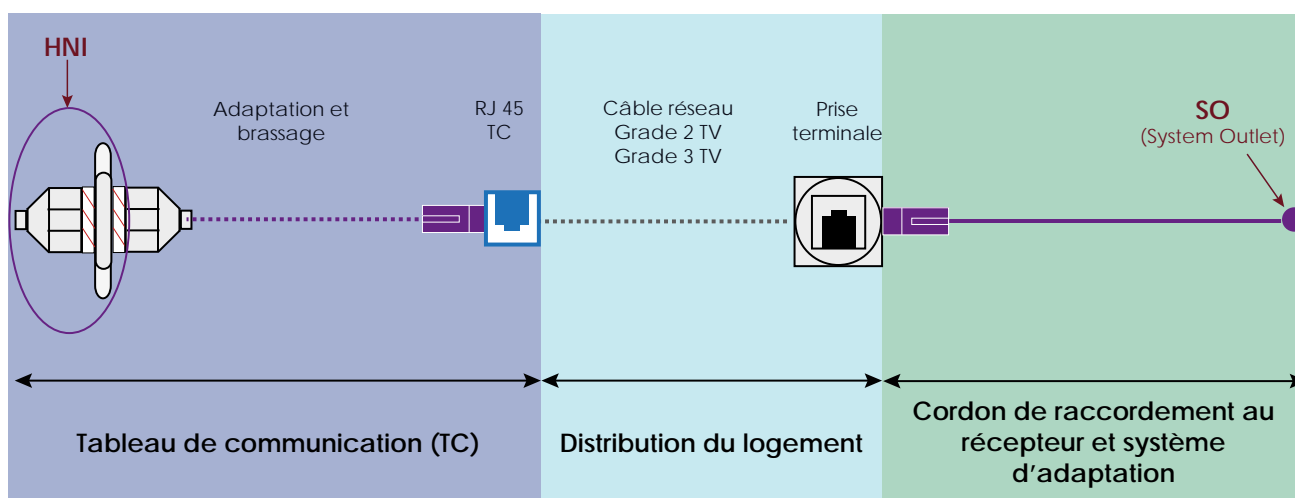 HNI
Adaptation et
brassage
RJ 45
TC
Câble réseau
Grade 2 TV
Grade 3 TV
Prise
terminale
SO
(System Outlet)
Tableau de communication (TC)
Distribution du logement
Cordon de raccordement au
récepteur et système
d'adaptation